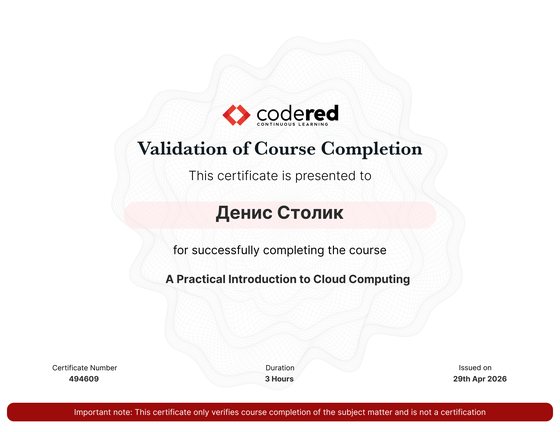 codered
CONTINUOUS LEARNING
Validation of Course Completion
This certificate is presented to
Денис Столик
for successfully completing the course
A Practical Introduction to Cloud Computing
Certificate Number
494609
Duration
3 Hours
Issued on
29th Apr 2026
Important note: This certificate only verifies course completion of the subject matter and is not a certification